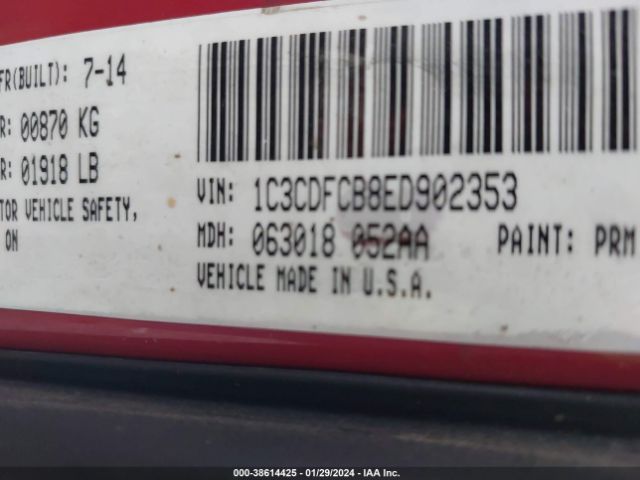 FR(BUILT): 7-14
R: 00870 KG
R: 01918 LB
TOR VEHICLE SAFETY,
ON
VIN: 1C3CDFCB8ED902353
MDH: 063018 052AA PAINT: PRM
VEHICLE MADE IN U.S.A.
000-38614425 - 01/29/2024 - IAA Inc.